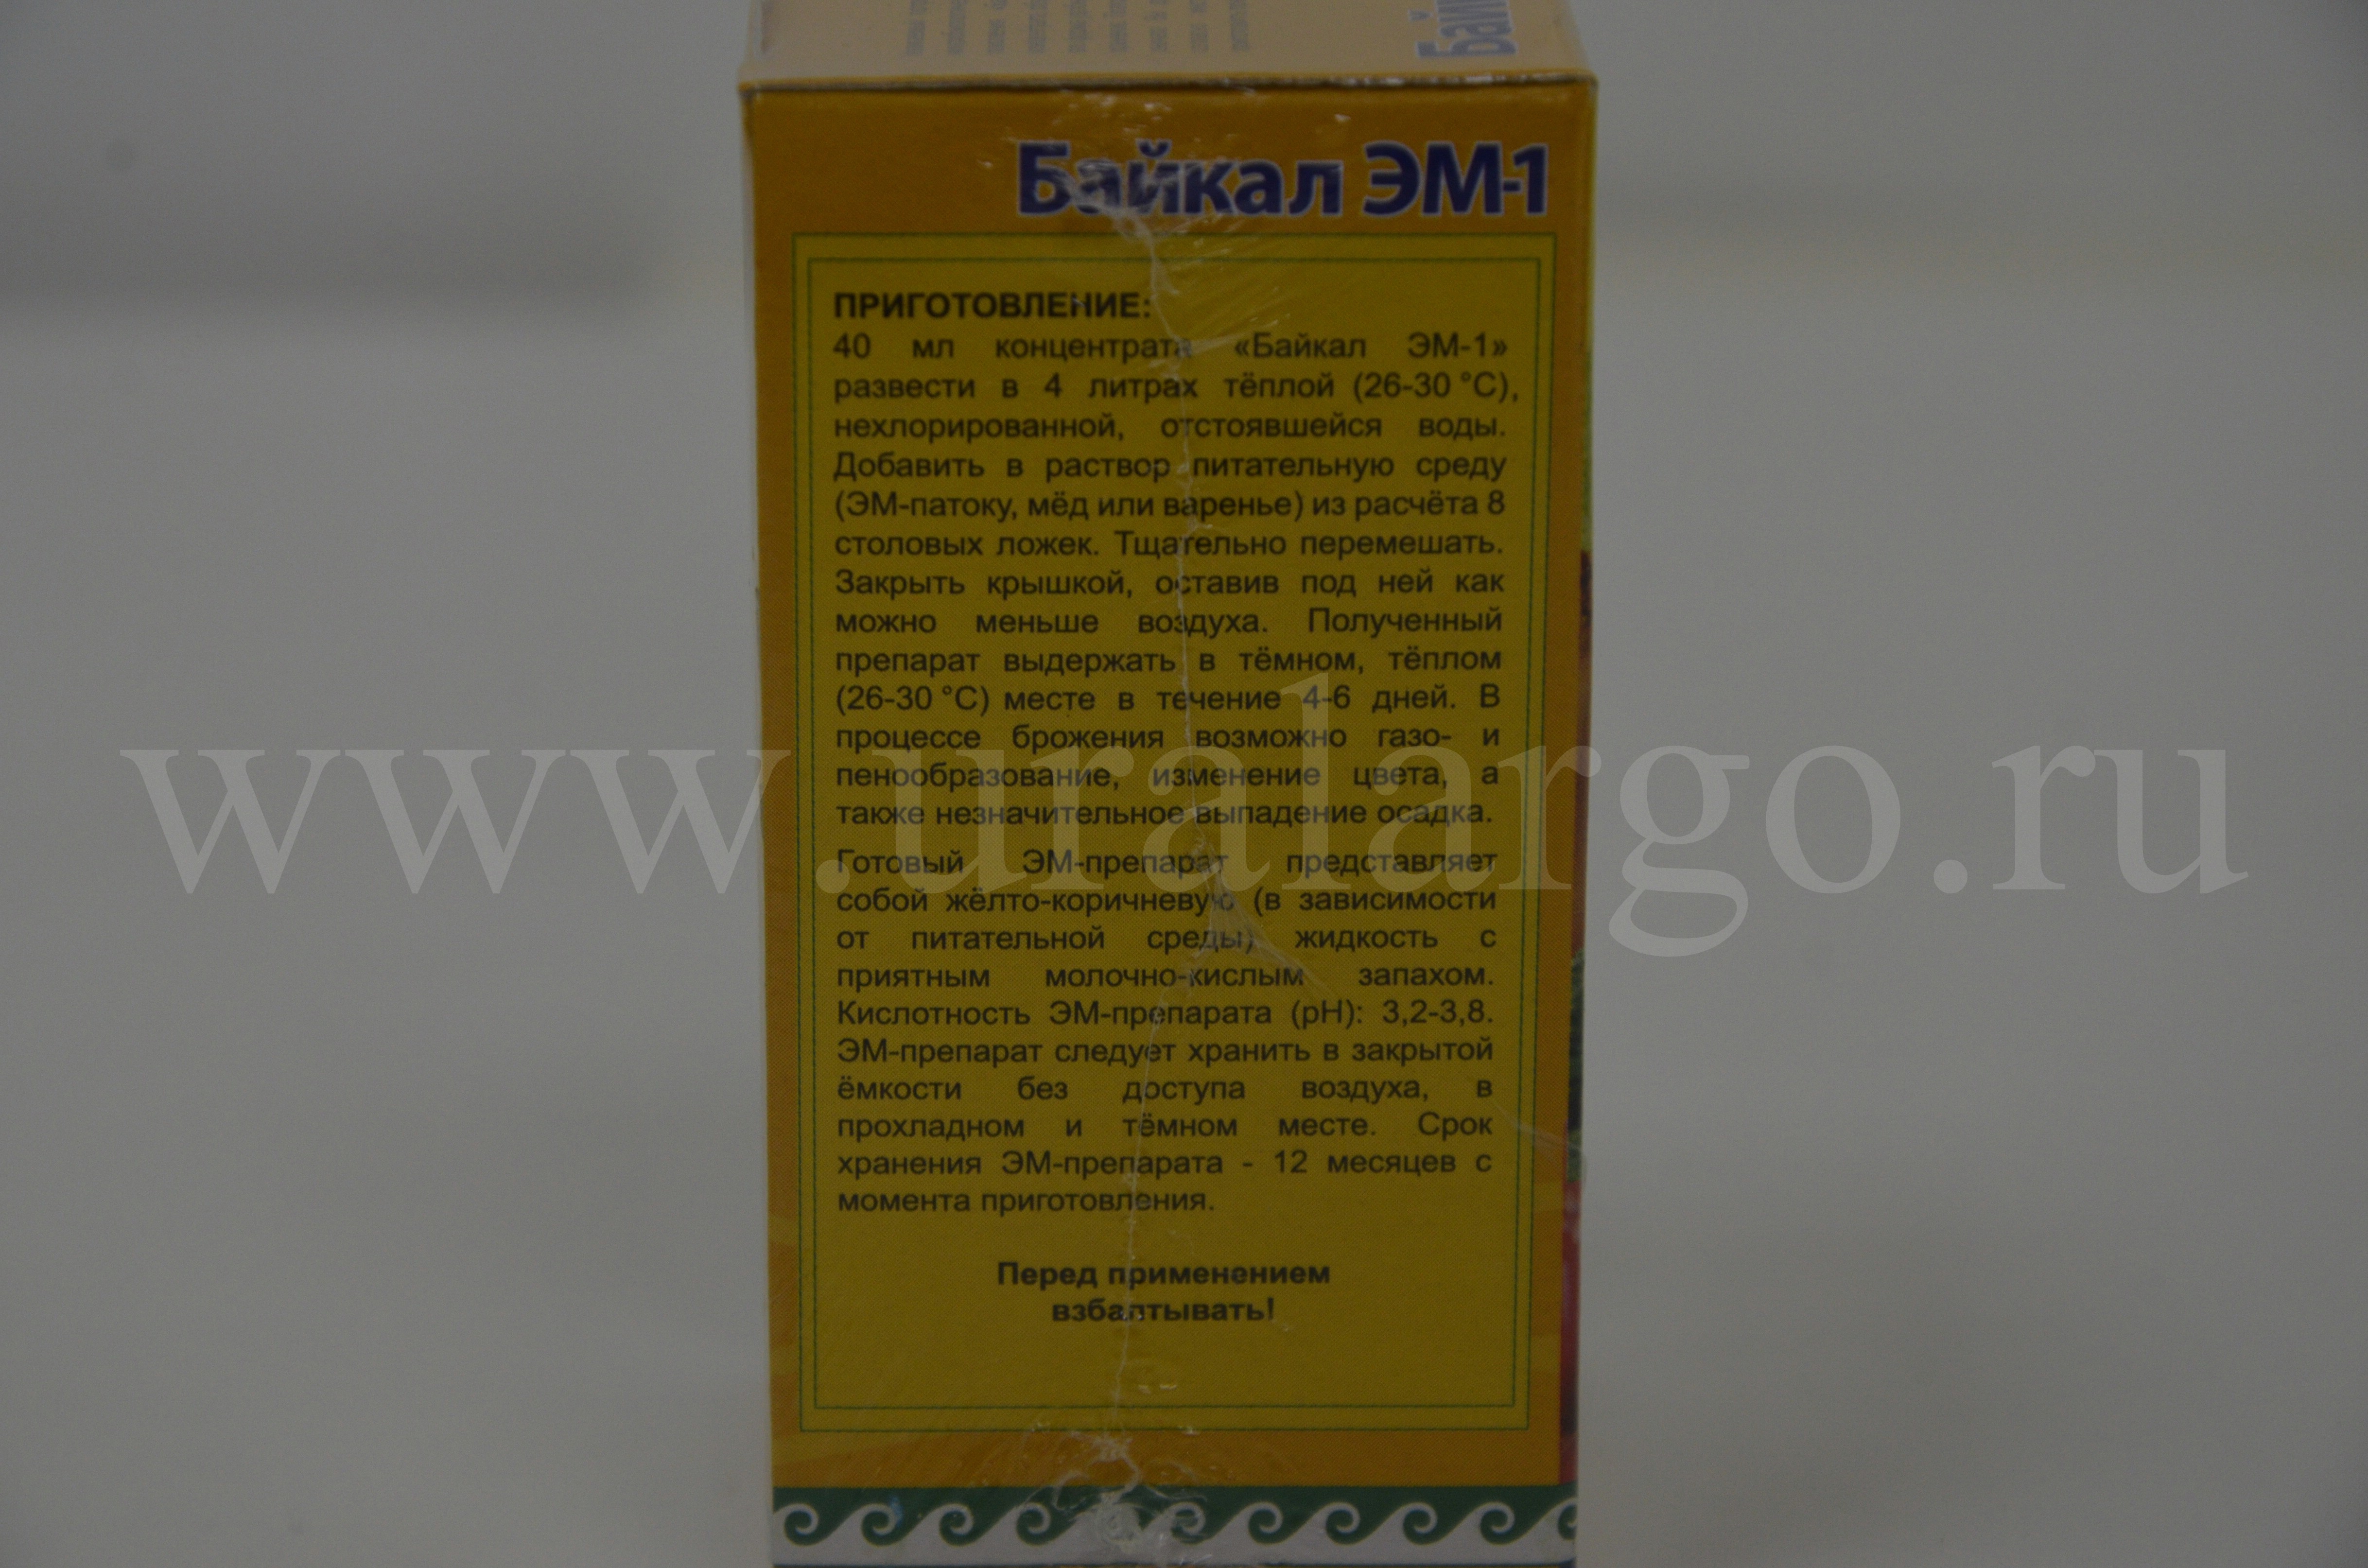 Байкал ЭМ-1
ПРИГОТОВЛЕНИЕ:
40 мл концентрата «Байкал ЭМ-1»
развести в 4 литрах тёплой (26-30 °С),
нехлорированной, отстоявшейся воды.
Добавить в раствор питательную среду
(ЭМ-патоку, мёд или варенье) из расчёта 8
столовых ложек. Тщательно перемешать.
Закрыть крышкой, оставив под ней как
можно меньше воздуха. Полученный
препарат выдержать в тёмном, тёплом
(26-30 °С) месте в течение 4-6 дней. В
процессе брожения возможно газо- и
пенообразование, изменение цвета, а
также незначительное выпадение осадка.
Готовый ЭМ-препарат представляет
собой жёлто-коричневую (в зависимости
от питательной среды) жидкость с
приятным молочно-кислым запахом.
Кислотность ЭМ-препарата (рН): 3,2-3,8.
ЭМ-препарат следует хранить в закрытой
ёмкости без доступа воздуха, в
прохладном и тёмном месте. Срок
хранения ЭМ-препарата - 12 месяцев с
момента приготовления.
Перед применением
взбалтывать!
www.uralargo.ru